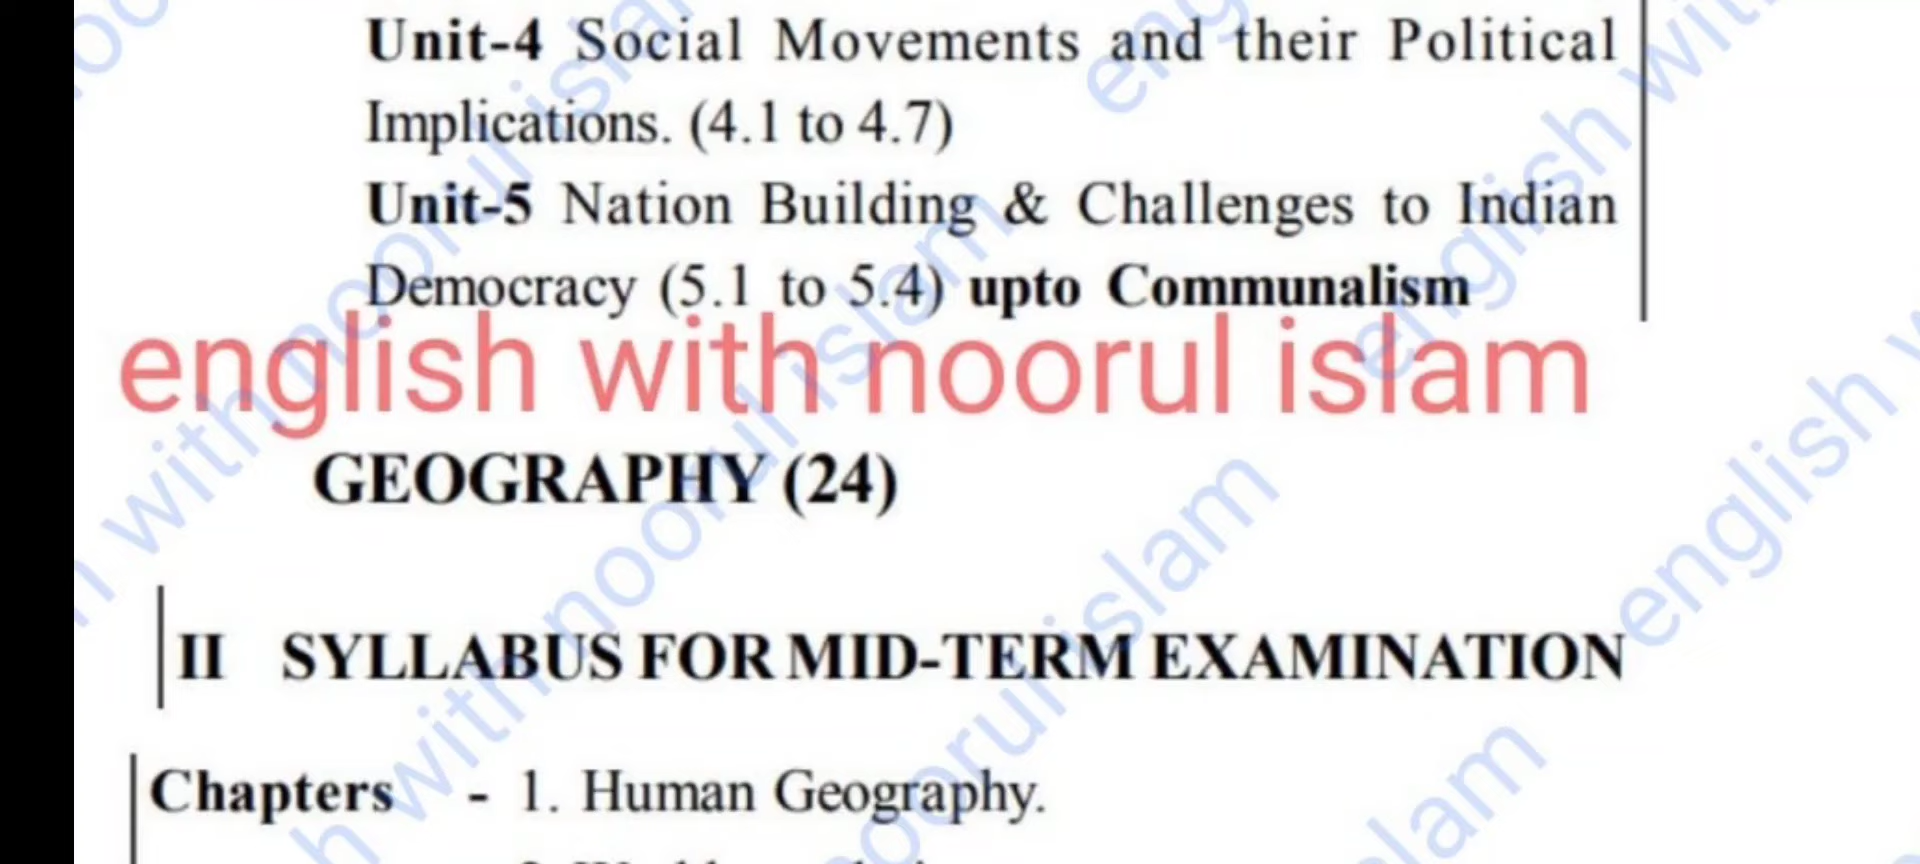 Unit-4 Social Movements and their Political
Implications. (4.1 to 4.7)
Unit-5 Nation Building & Challenges to Indian
Democracy (5.1 to 5.4) upto Communalism
english with noorul islam
GEOGRAPHY (24)
II SYLLABUS FOR MID-TERM EXAMINATION
Chapters - 1. Human Geography.